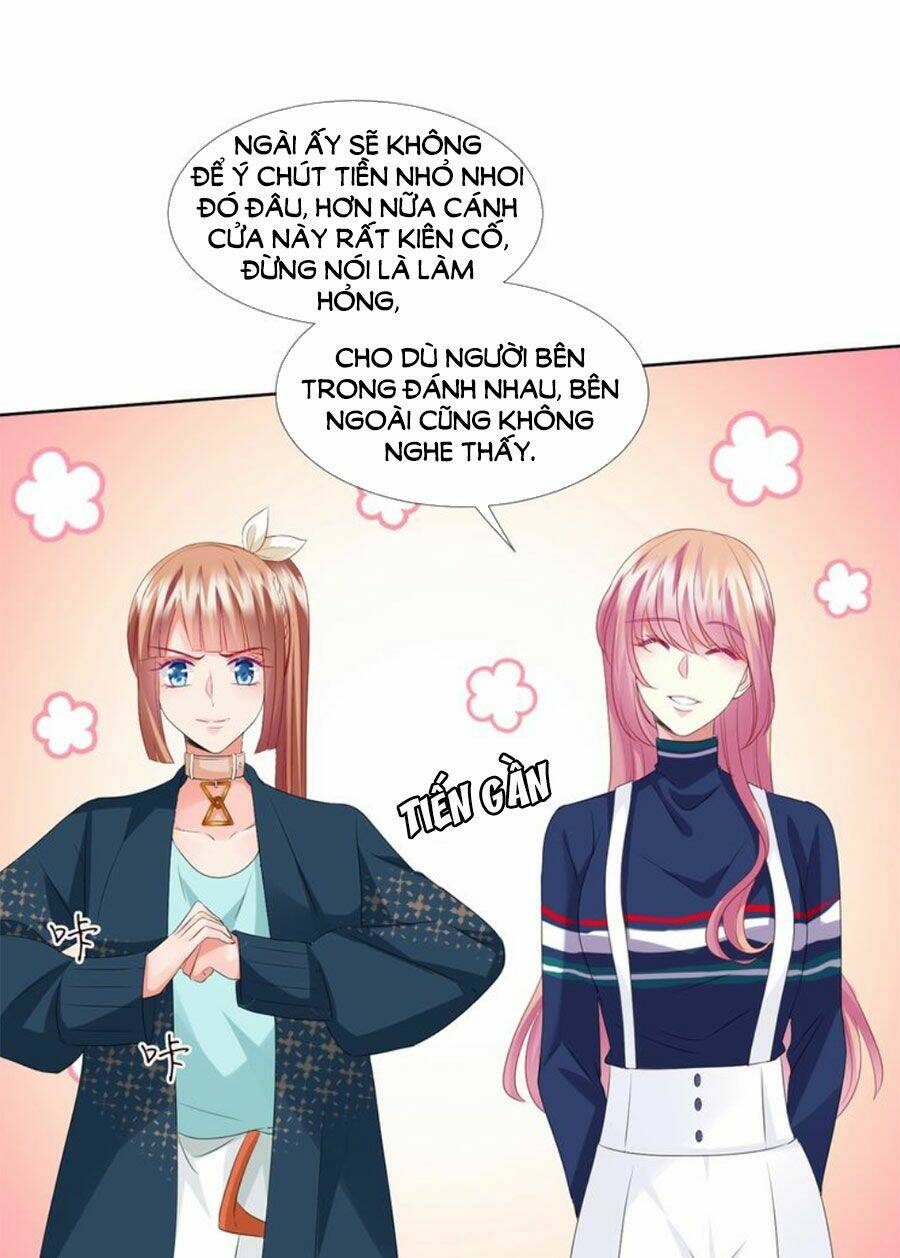 NGÀI ẤY SẼ KHÔNG
ĐỂ Ý CHÚT TIỀN NHỎ NHOI
ĐÓ ĐÂU, HƠN NỮA CÁNH
CỬA NÀY RẤT KIÊN CỐ,
ĐỪNG NÓI LÀ LÀM
HỎNG,
CHO DÙ NGƯỜI BÊN
TRONG ĐÁNH NHAU, BÊN
NGOÀI CŨNG KHÔNG
NGHE THẤY.
TIẾN GẦN
咔
咔